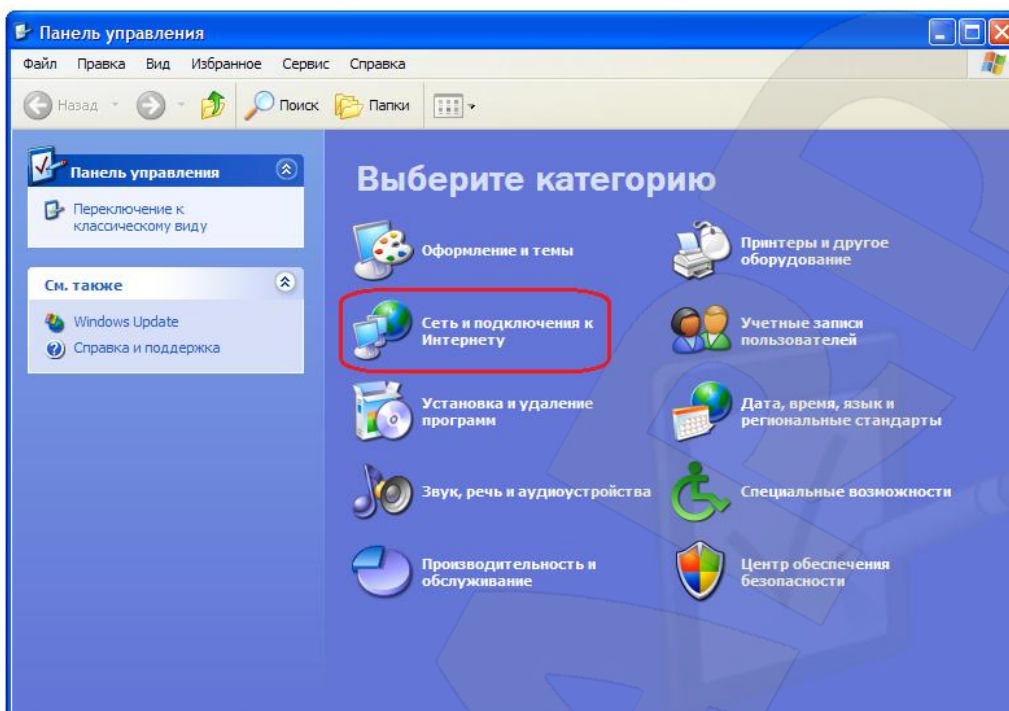 Панель управления
Файл Правка Вид Избранное Сервис Справка
Назад Поиск Папки
Панель управления
Переключение к
классическому виду
См. также
Windows Update
Справка и поддержка
Выберите категорию
Оформление и темы
Принтеры и другое
оборудование
Сеть и подключения к
Интернету
Учетные записи
пользователей
Установка и удаление
программ
Дата, время, язык и
региональные стандарты
Звук, речь и аудиоустройства
Специальные возможности
Производительность и
обслуживание
Центр обеспечения
безопасности